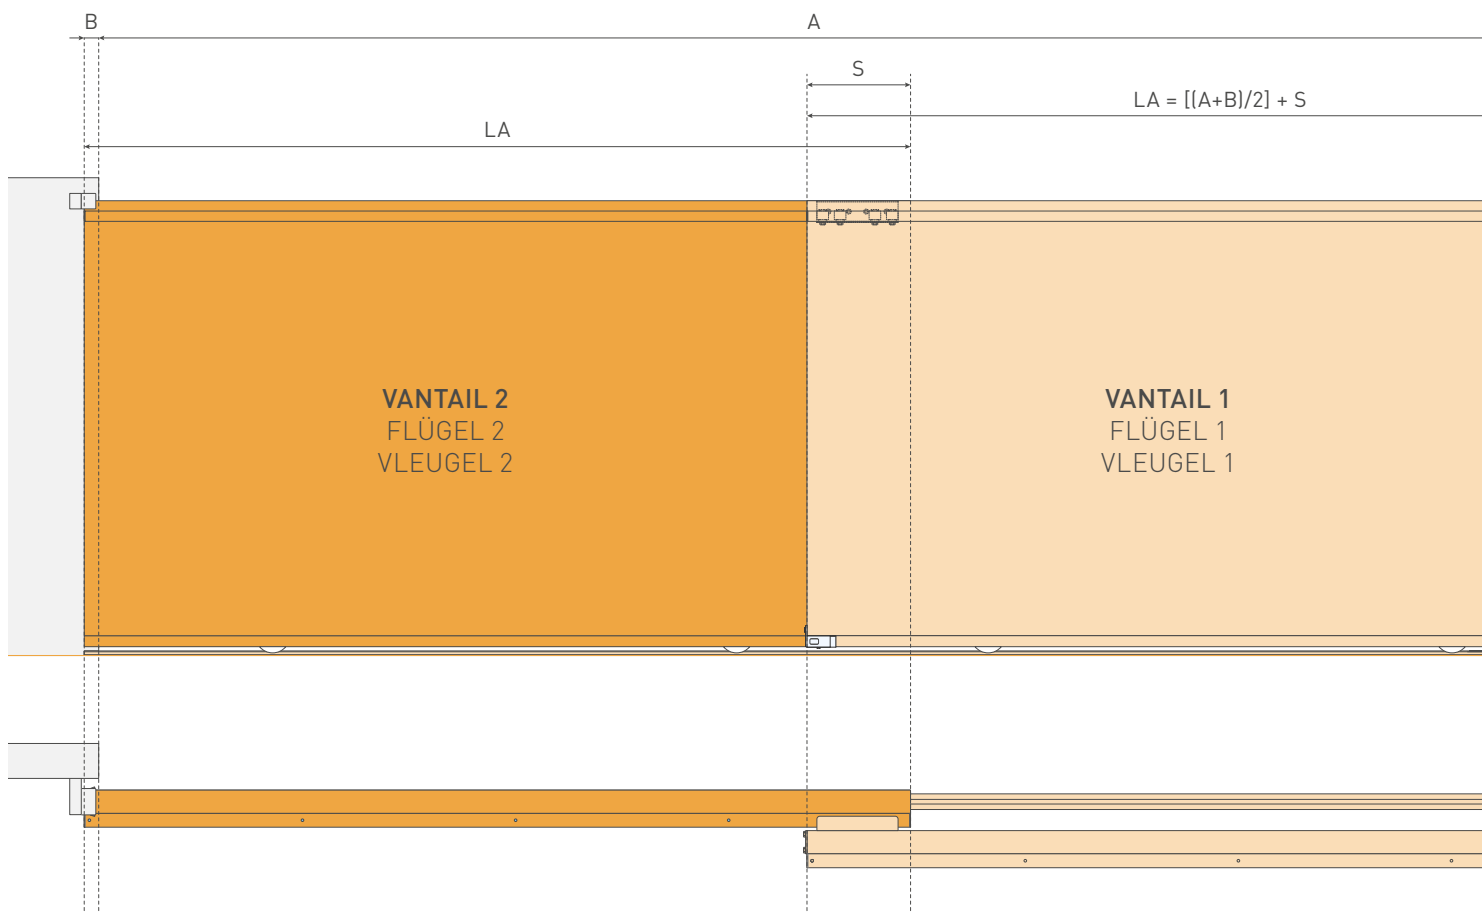 B
A
S
LA = [(A+B)/2] + S
LA
VANTAIL 2
FLÜGEL 2
VLEUGEL 2
VANTAIL 1
FLÜGEL 1
VLEUGEL 1